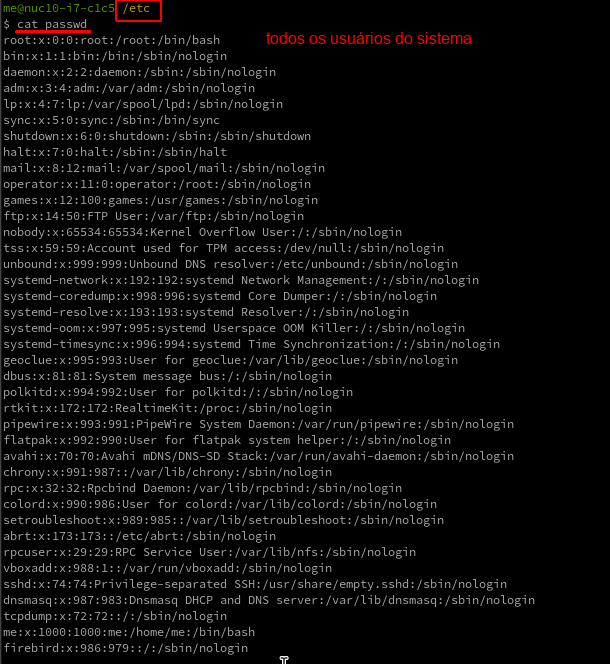 me@nuc10-i7-c1c5 /etc
$ cat passwd
todos os usuários do sistema
root:x:0:0:root:/root:/bin/bash
bin:x:1:1:bin:/bin:/sbin/nologin
daemon:x:2:2:daemon:/sbin:/sbin/nologin
adm:x:3:4:adm:/var/adm:/sbin/nologin
lp:x:4:7:lp:/var/spool/lpd:/sbin/nologin
sync:x:5:0:sync:/sbin:/bin/sync
shutdown:x:6:0:shutdown:/sbin:/sbin/shutdown
halt:x:7:0:halt:/sbin:/sbin/halt
mail:x:8:12:mail:/var/spool/mail:/sbin/nologin
operator:x:11:0:operator:/root:/sbin/nologin
games:x:12:100:games:/usr/games:/sbin/nologin
ftp:x:14:50:FTP User:/var/ftp:/sbin/nologin
nobody:x:65534:65534:Kernel Overflow User:/:/sbin/nologin
tss:x:59:59:Account used for TPM access:/dev/null:/sbin/nologin
unbound:x:999:999:Unbound DNS resolver:/etc/unbound:/sbin/nologin
systemd-network:x:192:192:systemd Network Management:/:/sbin/nologin
systemd-coredump:x:998:996:systemd Core Dumper:/:/sbin/nologin
systemd-resolve:x:193:193:systemd Resolver:/:/sbin/nologin
systemd-oom:x:997:995:systemd Userspace OOM Killer:/:/sbin/nologin
systemd-timesync:x:996:994:systemd Time Synchronization:/:/sbin/nologin
geoclue:x:995:993:User for geoclue:/var/lib/geoclue:/sbin/nologin
dbus:x:81:81:System message bus:/:/sbin/nologin
polkitd:x:994:992:User for polkitd:/:/sbin/nologin
rtkit:x:172:172:RealtimeKit:/proc:/sbin/nologin
pipewire:x:993:991:PipeWire System Daemon:/var/run/pipewire:/sbin/nologin
flatpak:x:992:990:User for flatpak system helper:/:/sbin/nologin
avahi:x:70:70:Avahi mDNS/DNS-SD Stack:/var/run/avahi-daemon:/sbin/nologin
chrony:x:991:987::/var/lib/chrony:/sbin/nologin
rpc:x:32:32:Rpcbind Daemon:/var/lib/rpcbind:/sbin/nologin
colord:x:990:986:User for colord:/var/lib/colord:/sbin/nologin
setroubleshoot:x:989:985::/var/lib/setroubleshoot:/sbin/nologin
abrt:x:173:173::/etc/abrt:/sbin/nologin
rpcuser:x:29:29:RPC Service User:/var/lib/nfs:/sbin/nologin
vboxadd:x:988:1::/var/run/vboxadd:/sbin/nologin
sshd:x:74:74:Privilege-separated SSH:/usr/share/empty.sshd:/sbin/nologin
dnsmasq:x:987:983:Dnsmasq DHCP and DNS server:/var/lib/dnsmasq:/sbin/nologin
tcpdump:x:72:72::/:/sbin/nologin
me:x:1000:1000:me:/home/me:/bin/bash
firebird:x:986:979::/:/sbin/nologin